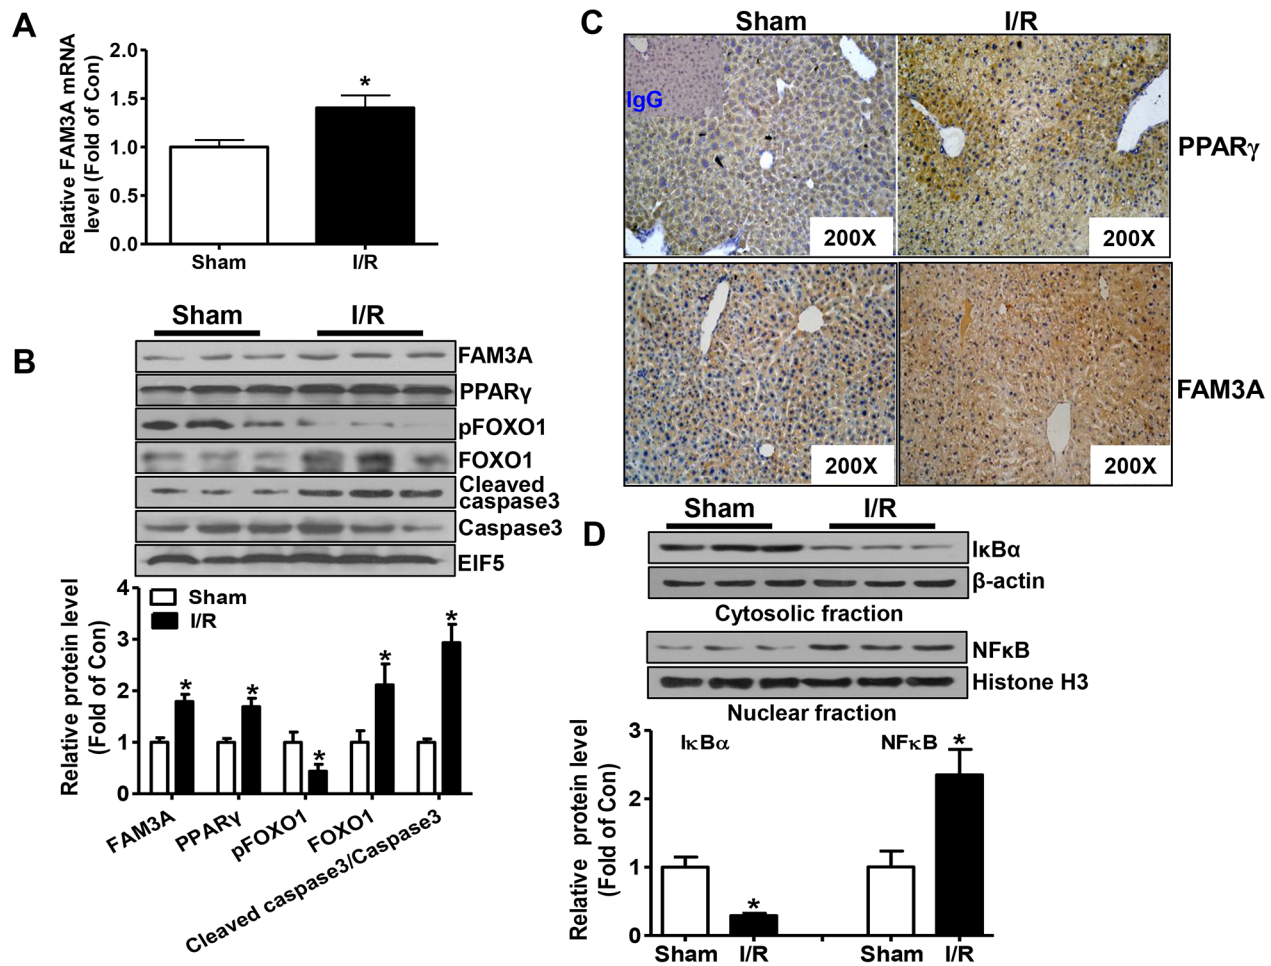 A
Relative FAM3A mRNA
level (Fold of Con)
2.0
1.5
1.0
0.5
0.0
*
Sham
I/R
B
Sham
I/R
FAM3A
PPARγ
pFOXO1
FOXO1
Cleaved
caspase3
Caspase3
EIF5
Relative protein level
(Fold of Con)
4
3
2
1
0
Sham
I/R
*
*
*
*
*
FAM3A
PPARγ
pFOXO1
FOXO1
Cleaved caspase3/Caspase3
C
Sham
I/R
IgG
200X
200X
PPARγ
200X
200X
FAM3A
D
Sham
I/R
IκBα
β-actin
Cytosolic fraction
NFκB
Histone H3
Nuclear fraction
Relative protein level
(Fold of Con)
3
2
1
0
IκBα
NFκB
*
*
Sham
I/R
Sham
I/R